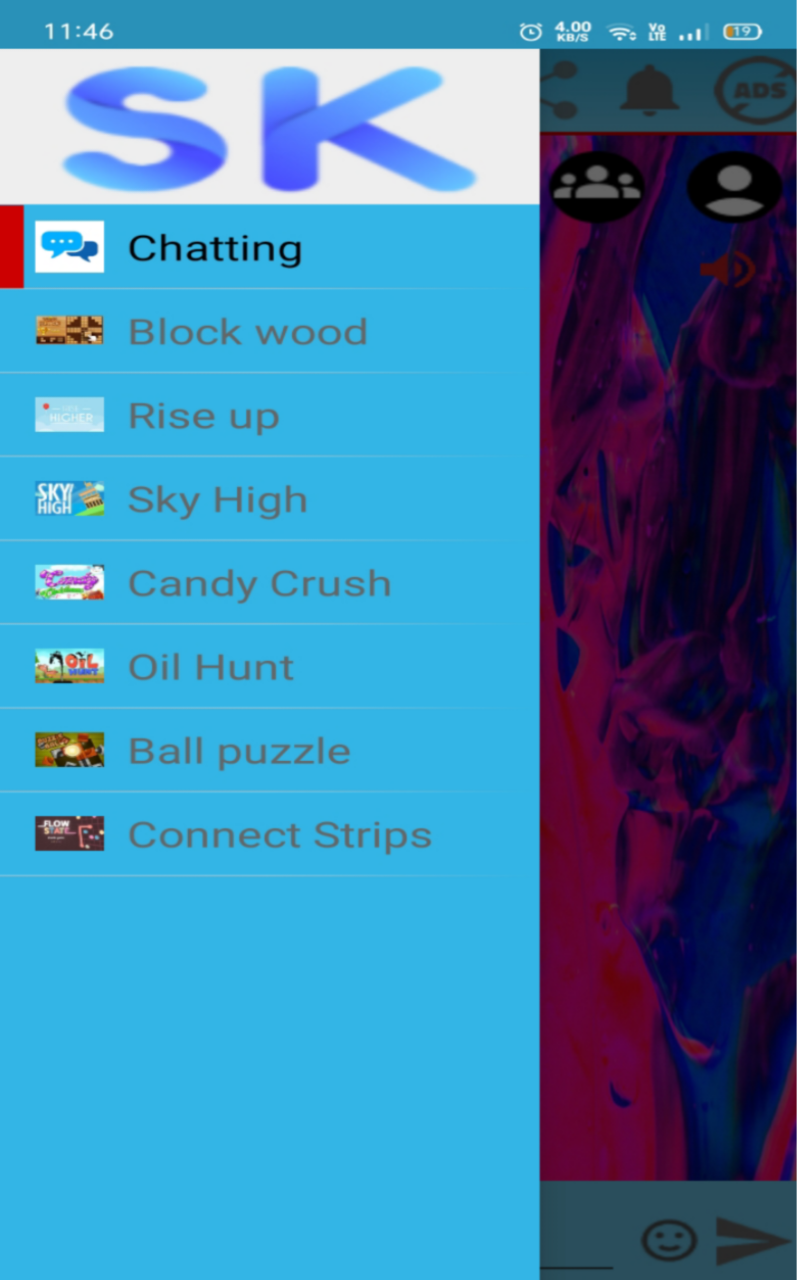 11:46
4.00
KB/S
Vo
LTE
19
SK
ADS
Chatting
Block wood
HIGHER
Rise up
SKY
HIGH
Sky High
Candy
Candy Crush
OIL
HUNT
Oil Hunt
Ball puzzle
FLOW
STATE
Connect Strips